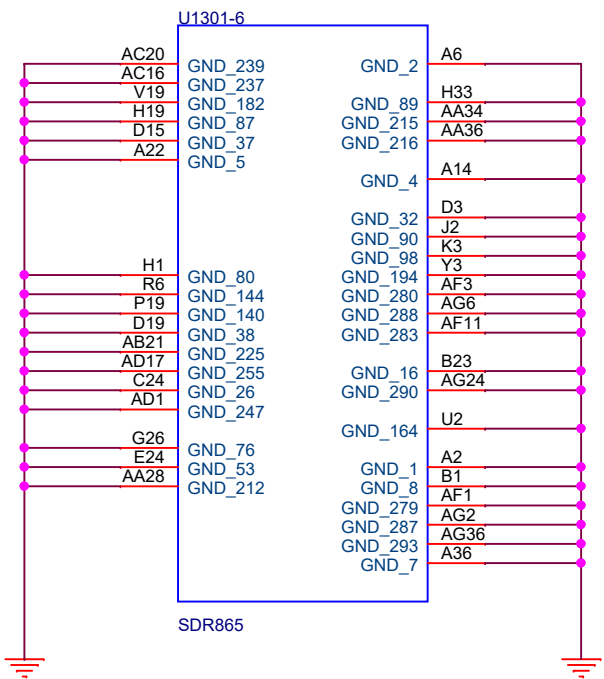 U1301-6
AC20 GND_239
AC16 GND_237
V19 GND_182
H19 GND_87
D15 GND_37
A22 GND_5
H1 GND_80
R6 GND_144
P19 GND_140
D19 GND_38
AB21 GND_225
AD17 GND_255
C24 GND_26
AD1 GND_247
G26 GND_76
E24 GND_53
AA28 GND_212
GND_2 A6
GND_89 H33
GND_215 AA34
GND_216 AA36
GND_4 A14
GND_32 D3
GND_90 J2
GND_98 K3
GND_194 Y3
GND_280 AF3
GND_288 AG6
GND_283 AF11
GND_16 B23
GND_290 AG24
GND_164 U2
GND_1 A2
GND_8 B1
GND_279 AF1
GND_287 AG2
GND_293 AG36
GND_7 A36
SDR865